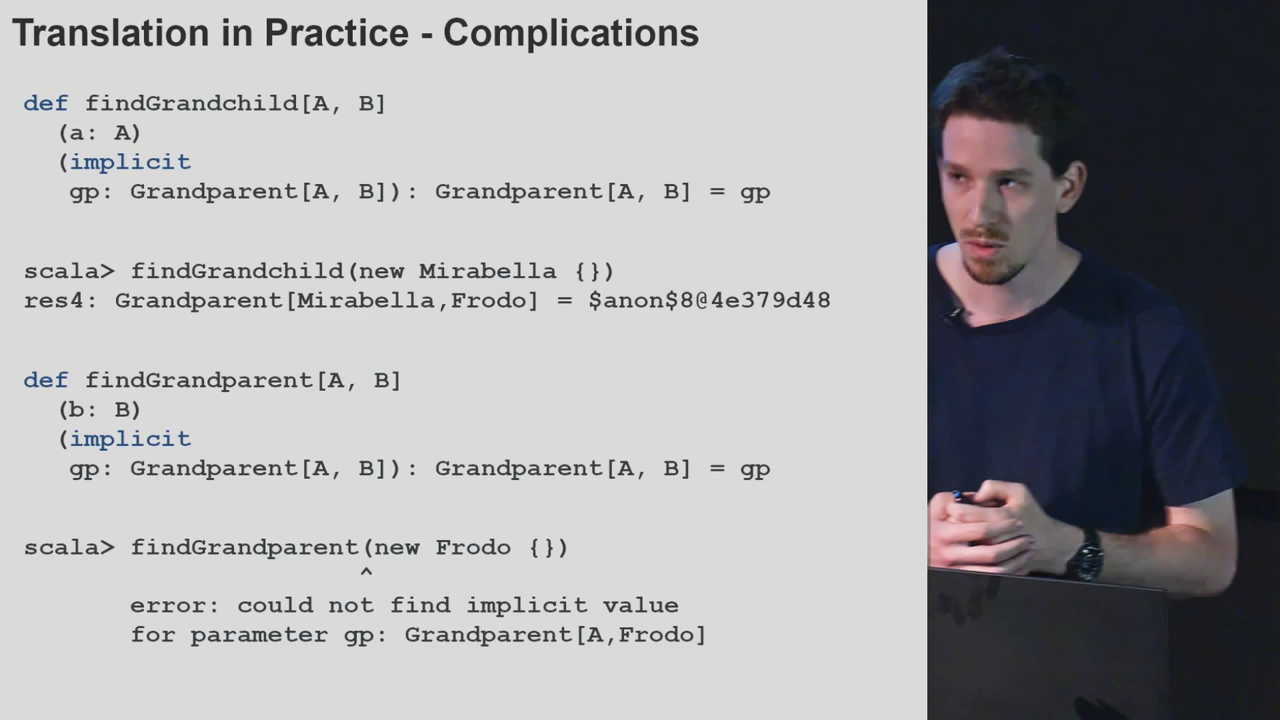 Translation in Practice - Complications
def findGrandchild[A, B]
(a: A)
(implicit
gp: Grandparent[A, B]): Grandparent[A, B] = gp
scala> findGrandchild(new Mirabella {})
res4: Grandparent[Mirabella,Frodo] = $anon$8@4e379d48
def findGrandparent[A, B]
(b: B)
(implicit
gp: Grandparent[A, B]): Grandparent[A, B] = gp
scala> findGrandparent(new Frodo {})
^
error: could not find implicit value
for parameter gp: Grandparent[A,Frodo]